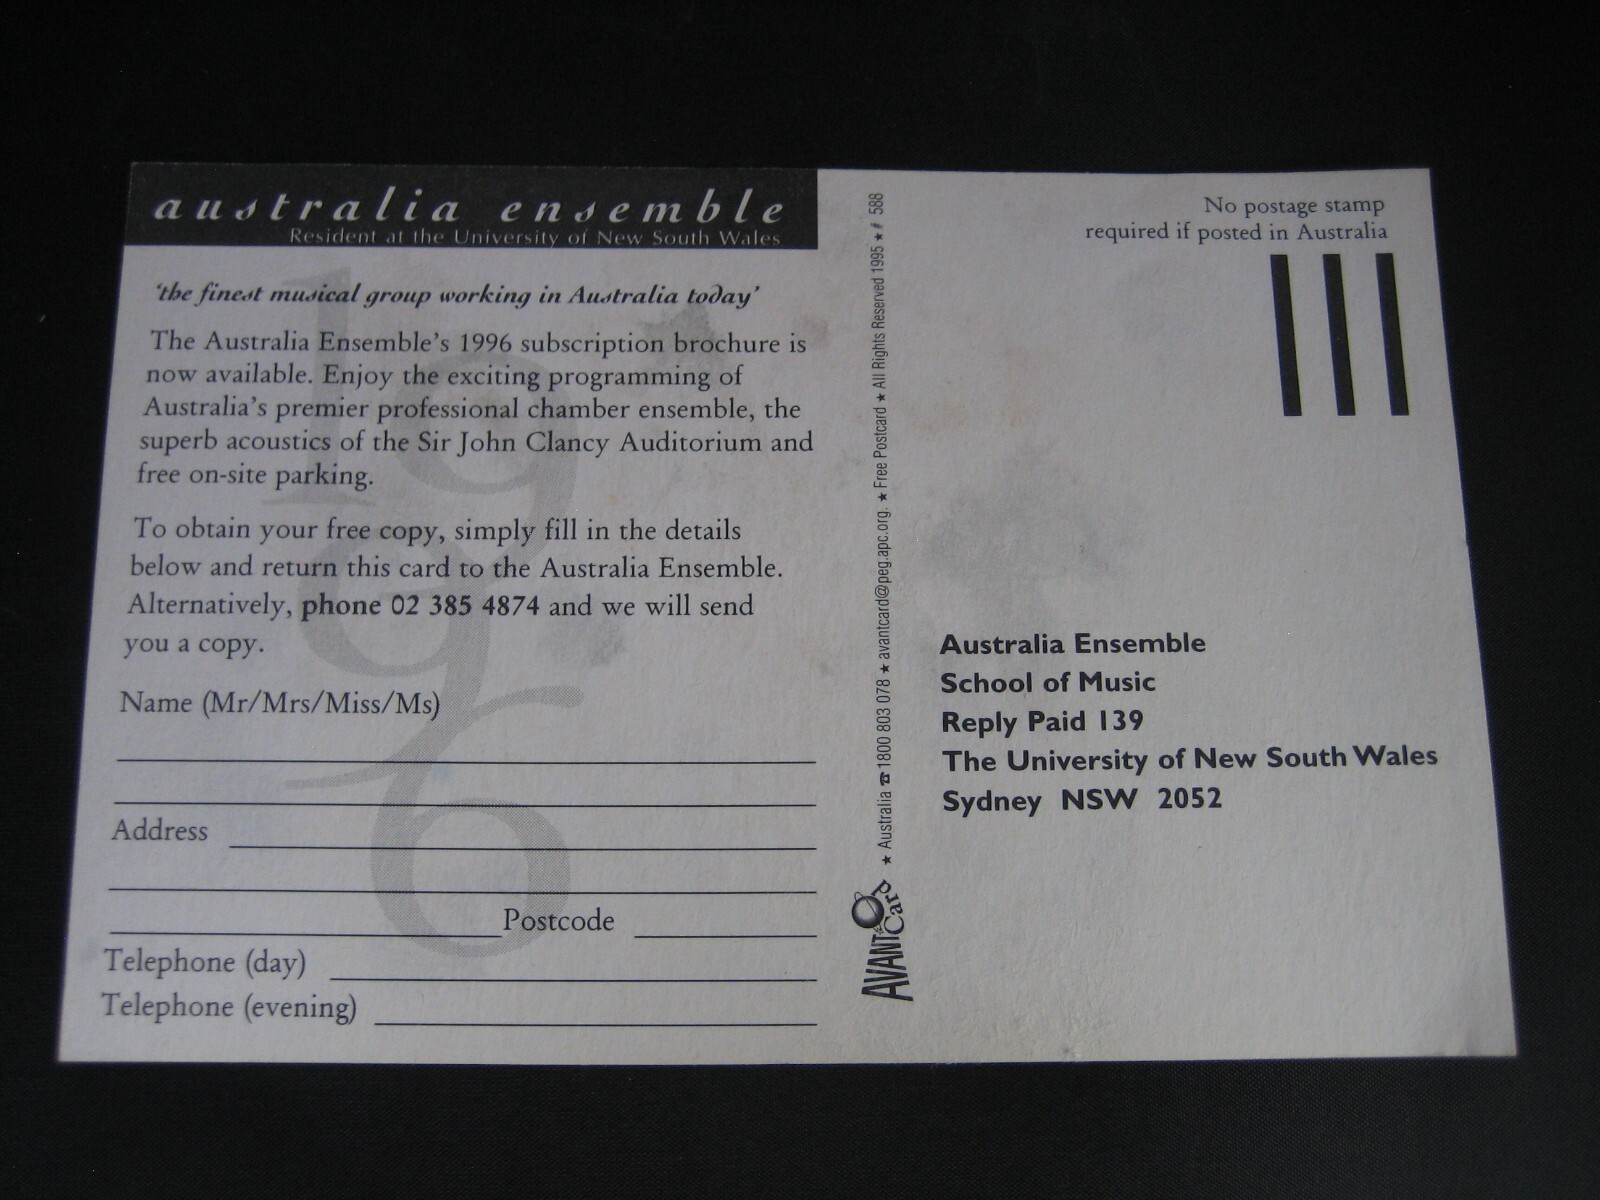 australia ensemble
Resident at the University of New South Wales
'the finest musical group working in Australia today'
The Australia Ensemble's 1996 subscription brochure is
now available. Enjoy the exciting programming of
Australia's premier professional chamber ensemble, the
superb acoustics of the Sir John Clancy Auditorium and
free on-site parking.
To obtain your free copy, simply fill in the details
below and return this card to the Australia Ensemble.
Alternatively, phone 02 385 4874 and we will send
you a copy.
1996
Name (Mr/Mrs/Miss/Ms)
Address
Postcode
Telephone (day)
Telephone (evening)
AVANT Card
★ Australia ☎ 1800 803 078 ★ avantcard@peg.apc.org. ★ Free Postcard ★ All Rights Reserved 1995 ★ # 588
No postage stamp
required if posted in Australia
Australia Ensemble
School of Music
Reply Paid 139
The University of New South Wales
Sydney NSW 2052